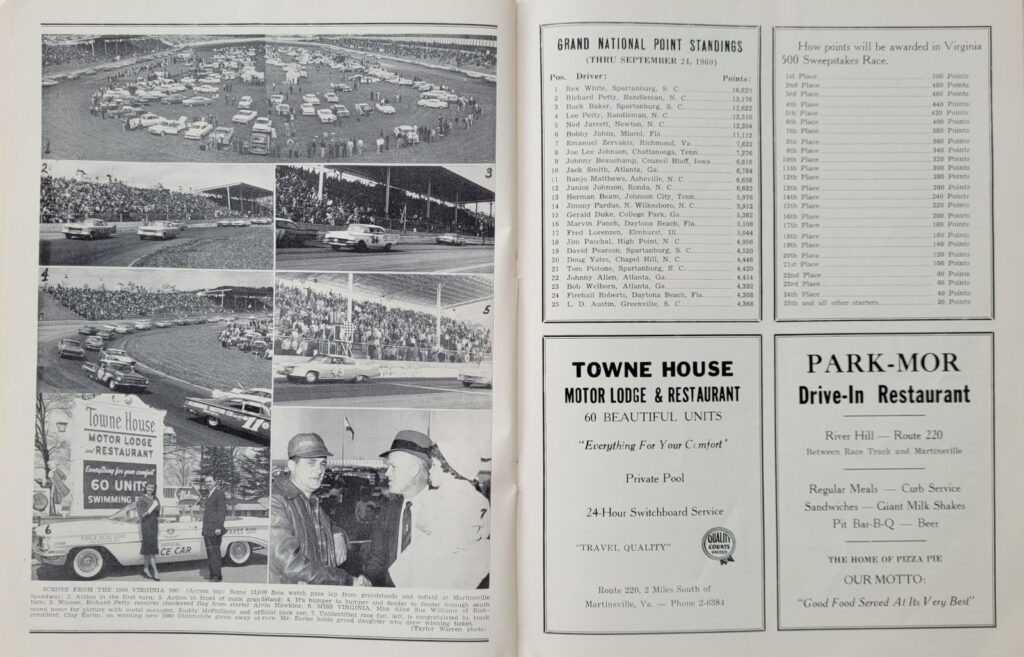 1
2
3
4
5
11
Towne House
MOTOR LODGE
and RESTAURANT
Everything for your comfort
60 UNITS
SWIMMING
Welcome
OFFICIAL
PACE CAR
6
7
SCENES FROM THE 1960 VIRGINIA 500: (Across top) Some 12,000 fans watch pace lap from grandstands and infield at Martinsville
Speedway; 2. Action in the first turn; 3. Action in front of main grandstand; 4. It's bumper to bumper and fender to fender through south
turn; 5. Winner, Richard Petty receives checkered flag from starter Alvin Hawkins; 6. MISS VIRGINIA, Miss Alice Sue Williams of Rich-
mond poses for picture with motel manager, Buddy and official pace car; 7. Unidentified race fan, left, is congratulated by track
president, Clay Earles, on winning new 1960 Oldsmobile given away at race. Mr. Earles holds grand daughter who drew winning ticket.
(Taylor Warren photo)
GRAND NATIONAL POINT STANDINGS
(THRU SEPTEMBER 24, 1960)
Pos. Driver: Points:
1 Rex White, Spartanburg, S. C. 16,620
2 Richard Petty, Randleman, N. C. 13,176
3 Buck Baker, Spartanburg, S. C. 12,622
4 Lee Petty, Randleman, N. C. 12,510
5 Ned Jarrett, Newton, N. C. 12,284
6 Bobby Johns, Miami, Fla. 11,112
7 Emanuel Zervakis, Richmond, Va. 7,832
8 Joe Lee Johnson, Chattanooga, Tenn. 7,276
9 Johnny Beauchamp, Council Bluff, Iowa 6,818
10 Jack Smith, Atlanta, Ga. 6,784
11 Banjo Matthews, Asheville, N. C. 6,658
12 Junior Johnson, Ronda, N. C. 6,632
13 Herman Beam, Johnson City, Tenn. 5,976
14 Jimmy Pardue, N. Wilkesboro, N. C. 5,912
15 Gerald Duke, College Park, Ga. 5,362
16 Marvin Panch, Daytona Beach, Fla. 5,108
17 Fred Lorenzen, Elmhurst, Ill. 5,044
18 Jim Paschal, High Point, N. C. 4,956
19 David Pearson, Spartanburg, S. C. 4,520
20 Doug Yates, Chapel Hill, N. C. 4,446
21 Tom Pistone, Spartanburg, S. C. 4,420
22 Johnny Allen, Atlanta, Ga. 4,414
23 Bob Welborn, Atlanta, Ga. 4,392
24 Fireball Roberts, Daytona Beach, Fla. 4,388
25 L. D. Austin, Greenville, S. C. 4,368
How points will be awarded in Virginia
500 Sweepstakes Race.
1st Place 500 Points
2nd Place 480 Points
3rd Place 460 Points
4th Place 440 Points
5th Place 420 Points
6th Place 400 Points
7th Place 380 Points
8th Place 360 Points
9th Place 340 Points
10th Place 320 Points
11th Place 300 Points
12th Place 280 Points
13th Place 260 Points
14th Place 240 Points
15th Place 220 Points
16th Place 200 Points
17th Place 180 Points
18th Place 160 Points
19th Place 140 Points
20th Place 120 Points
21st Place 100 Points
22nd Place 80 Points
23rd Place 60 Points
24th Place 40 Points
25th and all other starters 20 Points
TOWNE HOUSE
MOTOR LODGE & RESTAURANT
60 BEAUTIFUL UNITS
"Everything For Your Comfort"
Private Pool
24-Hour Switchboard Service
"TRAVEL QUALITY"
QUALITY
COURTS
UNITED
Route 220, 2 Miles South of
Martinsville, Va. — Phone 2-6384
PARK-MOR
Drive-In Restaurant
River Hill — Route 220
Between Race Track and Martinsville
Regular Meals — Curb Service
Sandwiches — Giant Milk Shakes
Pit Bar-B-Q — Beer
THE HOME OF PIZZA PIE
OUR MOTTO:
"Good Food Served At Its Very Best"